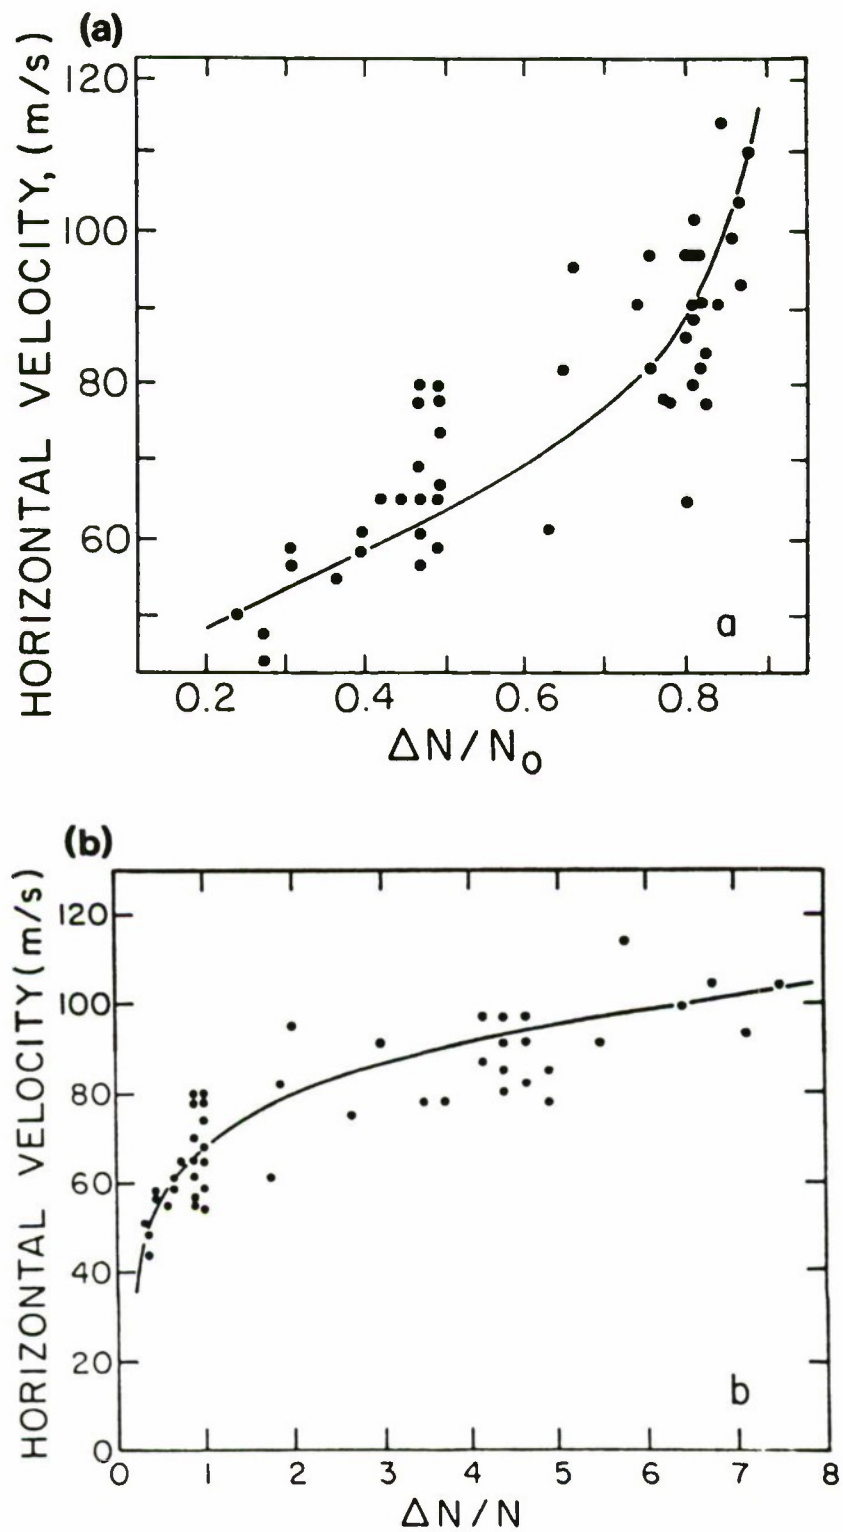 (a)
HORIZONTAL VELOCITY, (m/s)
120
100
80
60
a
0.2 0.4 0.6 0.8
ΔN/N₀
(b)
HORIZONTAL VELOCITY (m/s)
120
100
80
60
40
20
0
b
0 1 2 3 4 5 6 7 8
ΔN/N